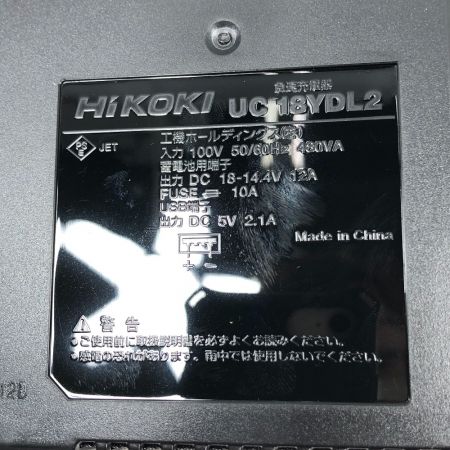 HiKOKI 急速充電器 UC 18YDL2
PS E JET
工機ホールディングス(株)
入力 100V 50/60Hz 480VA
蓄電池用端子
出力 DC 18-14.4V 12A
FUSE 10A
USB端子
出力 DC 5V 2.1A
+ -
Made in China
⚠警告
●ご使用前に取扱説明書を必ずよくお読みください。
●感電の恐れがあります。雨中では使用しないでください。